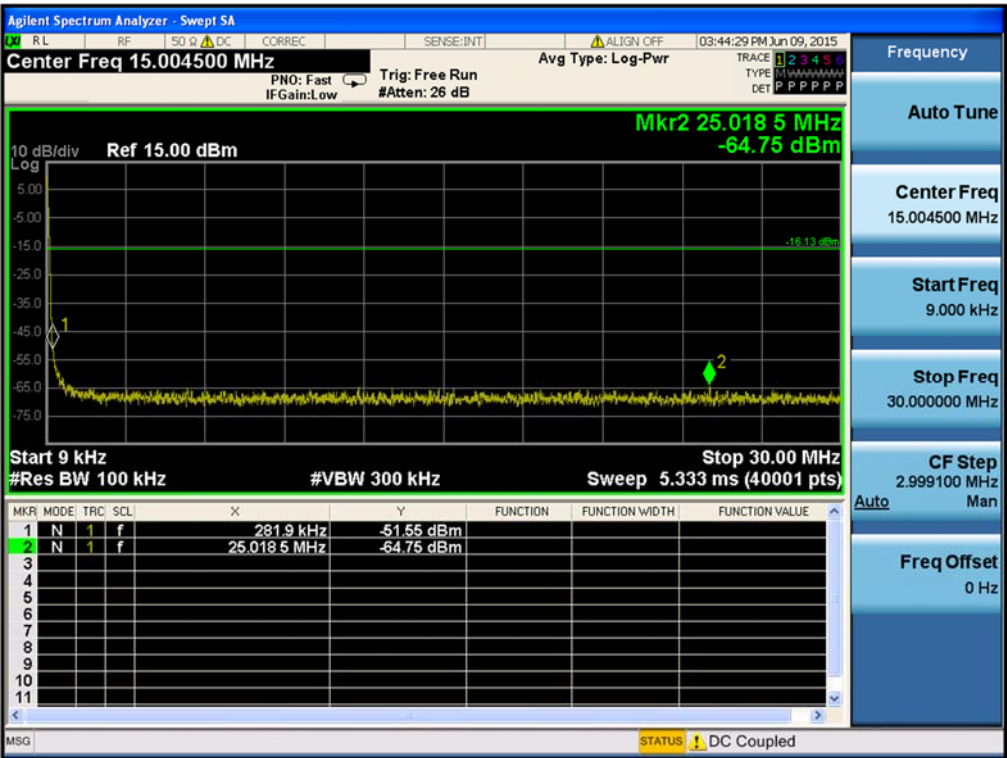 Agilent Spectrum Analyzer - Swept SA
LXI RL RF 50 Ω DC CORREC SENSE:INT ALIGN OFF 03:44:29 PM Jun 09, 2015
Center Freq 15.004500 MHz
PNO: Fast
IFGain:Low
Trig: Free Run
#Atten: 26 dB
Avg Type: Log-Pwr
TRACE 1 2 3 4 5 6
TYPE M WWWWW
DET P P P P P P
Mkr2 25.018 5 MHz
-64.75 dBm
10 dB/div Ref 15.00 dBm
Log
5.00
-5.00
-15.0
-16.13 dBm
-25.0
-35.0
-45.0
-55.0
-65.0
-75.0
1
2
Start 9 kHz Stop 30.00 MHz
#Res BW 100 kHz #VBW 300 kHz Sweep 5.333 ms (40001 pts)
MKR MODE TRC SCL X Y FUNCTION FUNCTION WIDTH FUNCTION VALUE
1 N 1 f 281.9 kHz -51.55 dBm
2 N 1 f 25.018 5 MHz -64.75 dBm
3
4
5
6
7
8
9
10
11
MSG STATUS DC Coupled
Frequency
Auto Tune
Center Freq
15.004500 MHz
Start Freq
9.000 kHz
Stop Freq
30.000000 MHz
CF Step
2.999100 MHz
Auto Man
Freq Offset
0 Hz